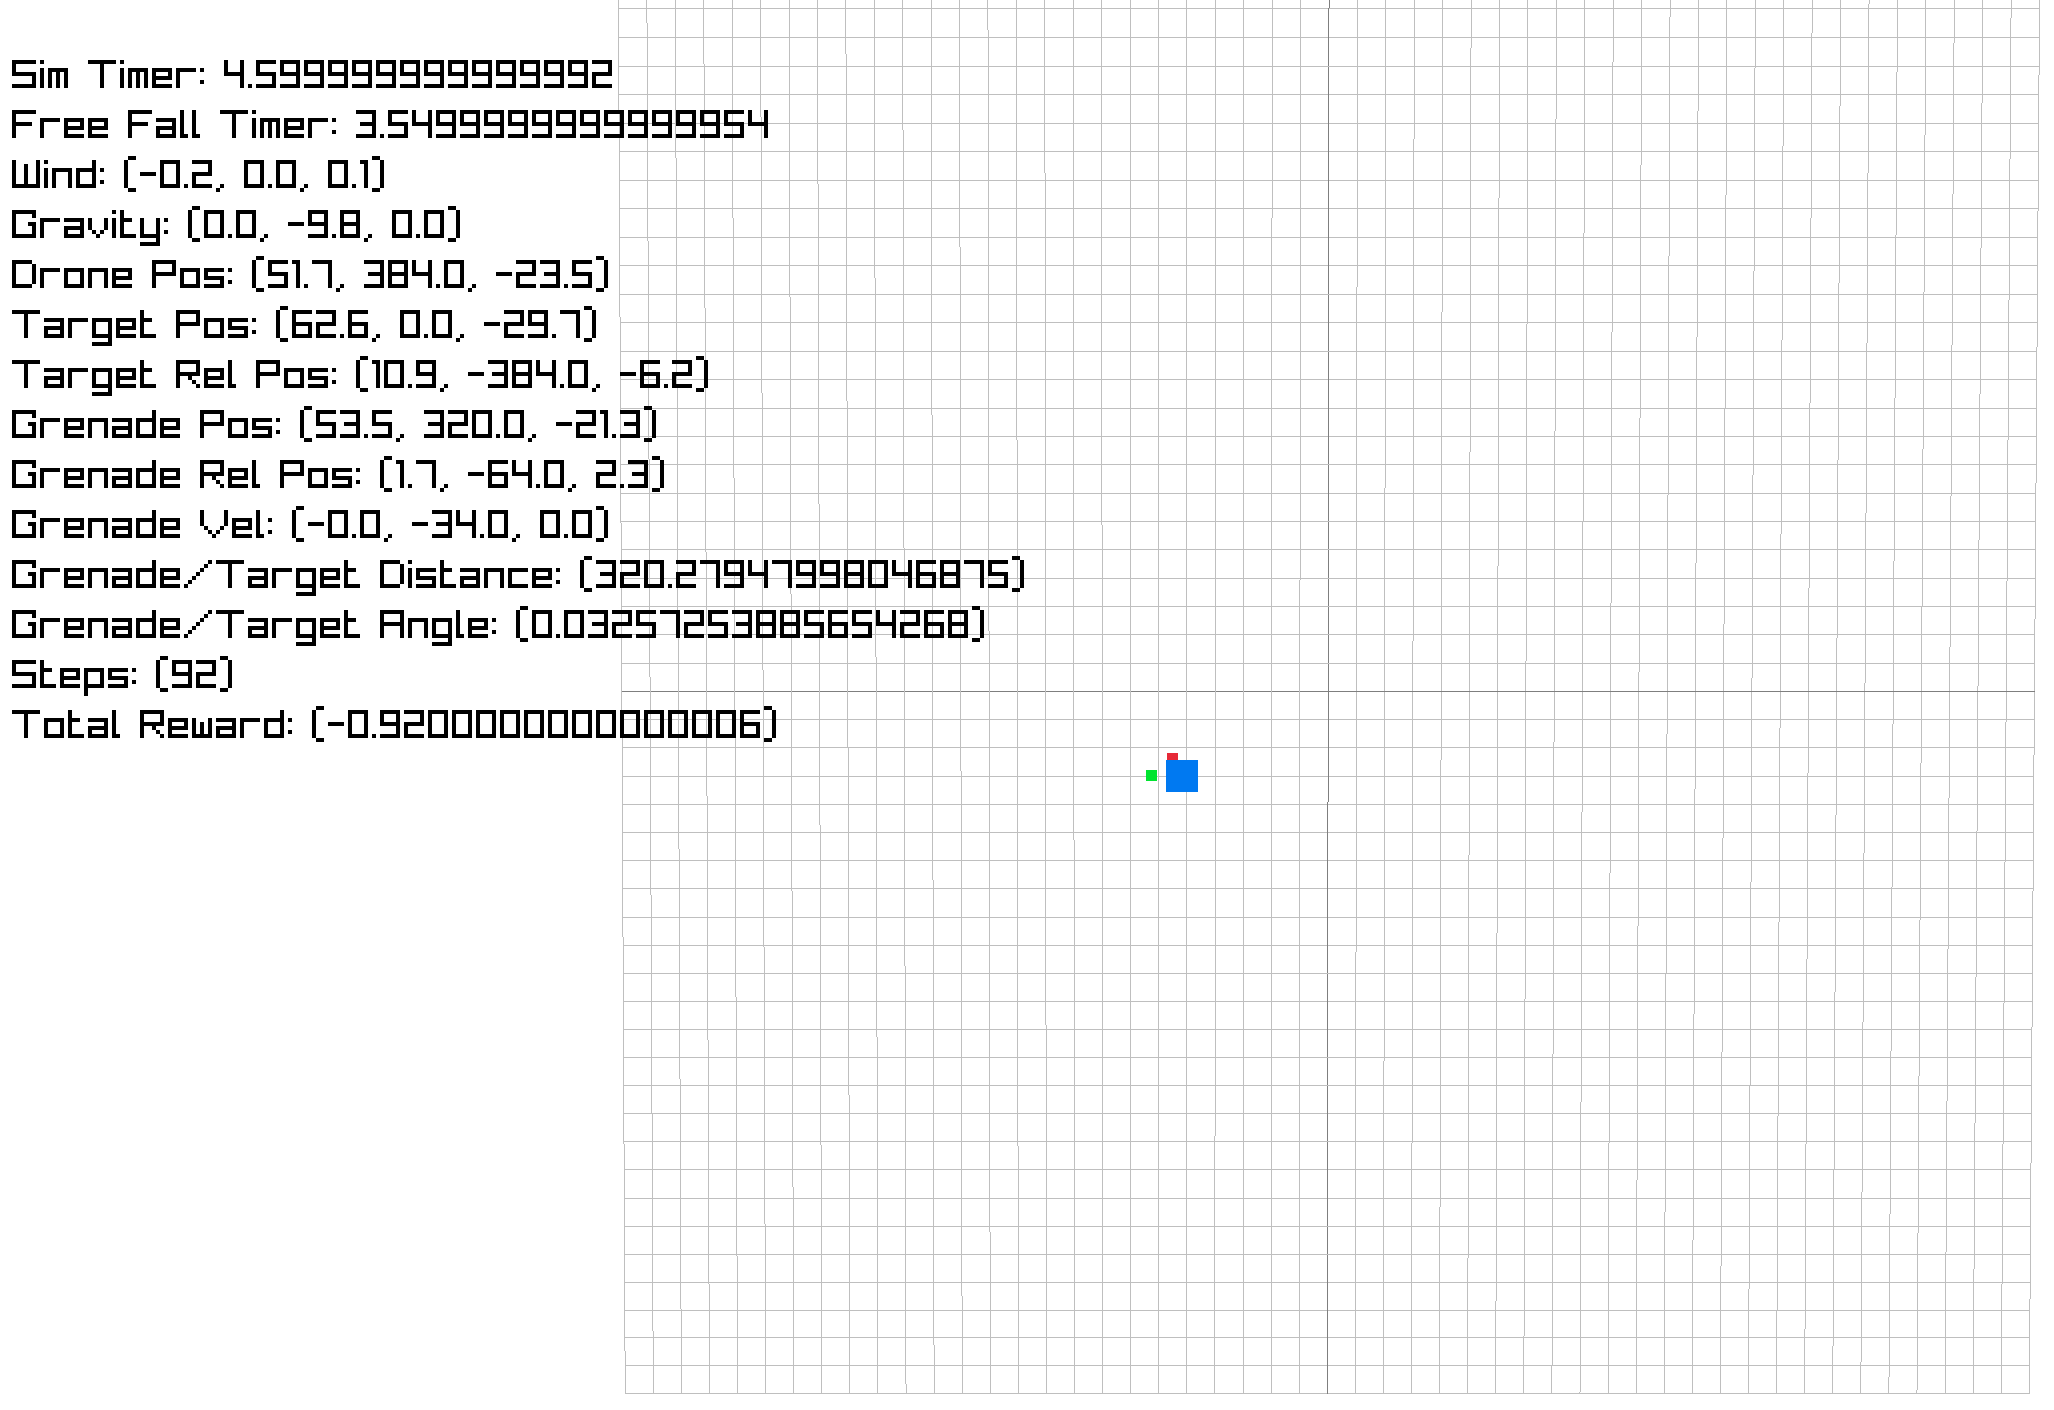 Sim Timer: 4.599999999999992
Free Fall Timer: 3.5499999999999954
Wind: (-0.2, 0.0, 0.1)
Gravity: (0.0, -9.8, 0.0)
Drone Pos: (51.7, 384.0, -23.5)
Target Pos: (62.6, 0.0, -29.7)
Target Rel Pos: (10.9, -384.0, -6.2)
Grenade Pos: (53.5, 320.0, -21.3)
Grenade Rel Pos: (1.7, -64.0, 2.3)
Grenade Vel: (-0.0, -34.0, 0.0)
Grenade/Target Distance: (320.27947998046875)
Grenade/Target Angle: (0.03257253885654268)
Steps: (92)
Total Reward: (-0.9200000000000006)